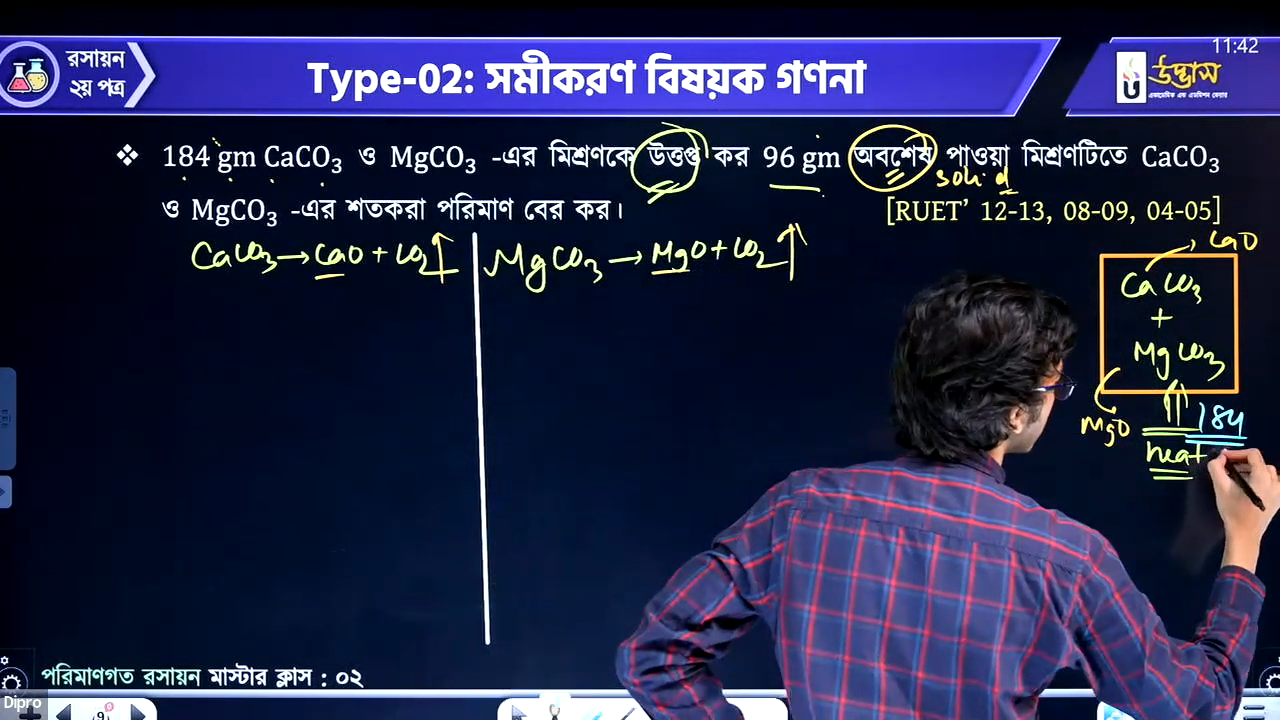 11:42
রসায়ন
২য় পত্র
Type-02: সমীকরণ বিষয়ক গণনা
উদ্ভাস
❖ 184 gm CaCO₃ ও MgCO₃ -এর মিশ্রণকে উত্তপ্ত কর 96 gm অবশেষ পাওয়া মিশ্রণটিতে CaCO₃
solid
ও MgCO₃ -এর শতকরা পরিমাণ বের কর।
[RUET' 12-13, 08-09, 04-05]
CaCO₃ → CaO + CO₂↑
MgCO₃ → MgO + CO₂↑
CaO
CaCO₃
+
MgCO₃
MgO
184
heat
পরিমাণগত রসায়ন মাস্টার ক্লাস : ০২
Dipro
9